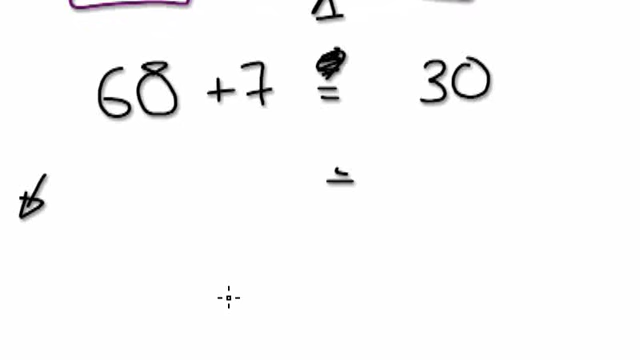 68 + 7 = 30
=